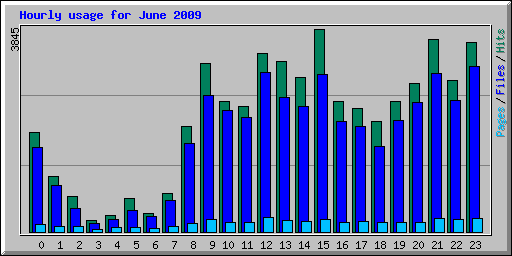 Hourly usage for June 2009
3845
Pages/Files/Hits
0 1 2 3 4 5 6 7 8 9 10 11 12 13 14 15 16 17 18 19 20 21 22 23